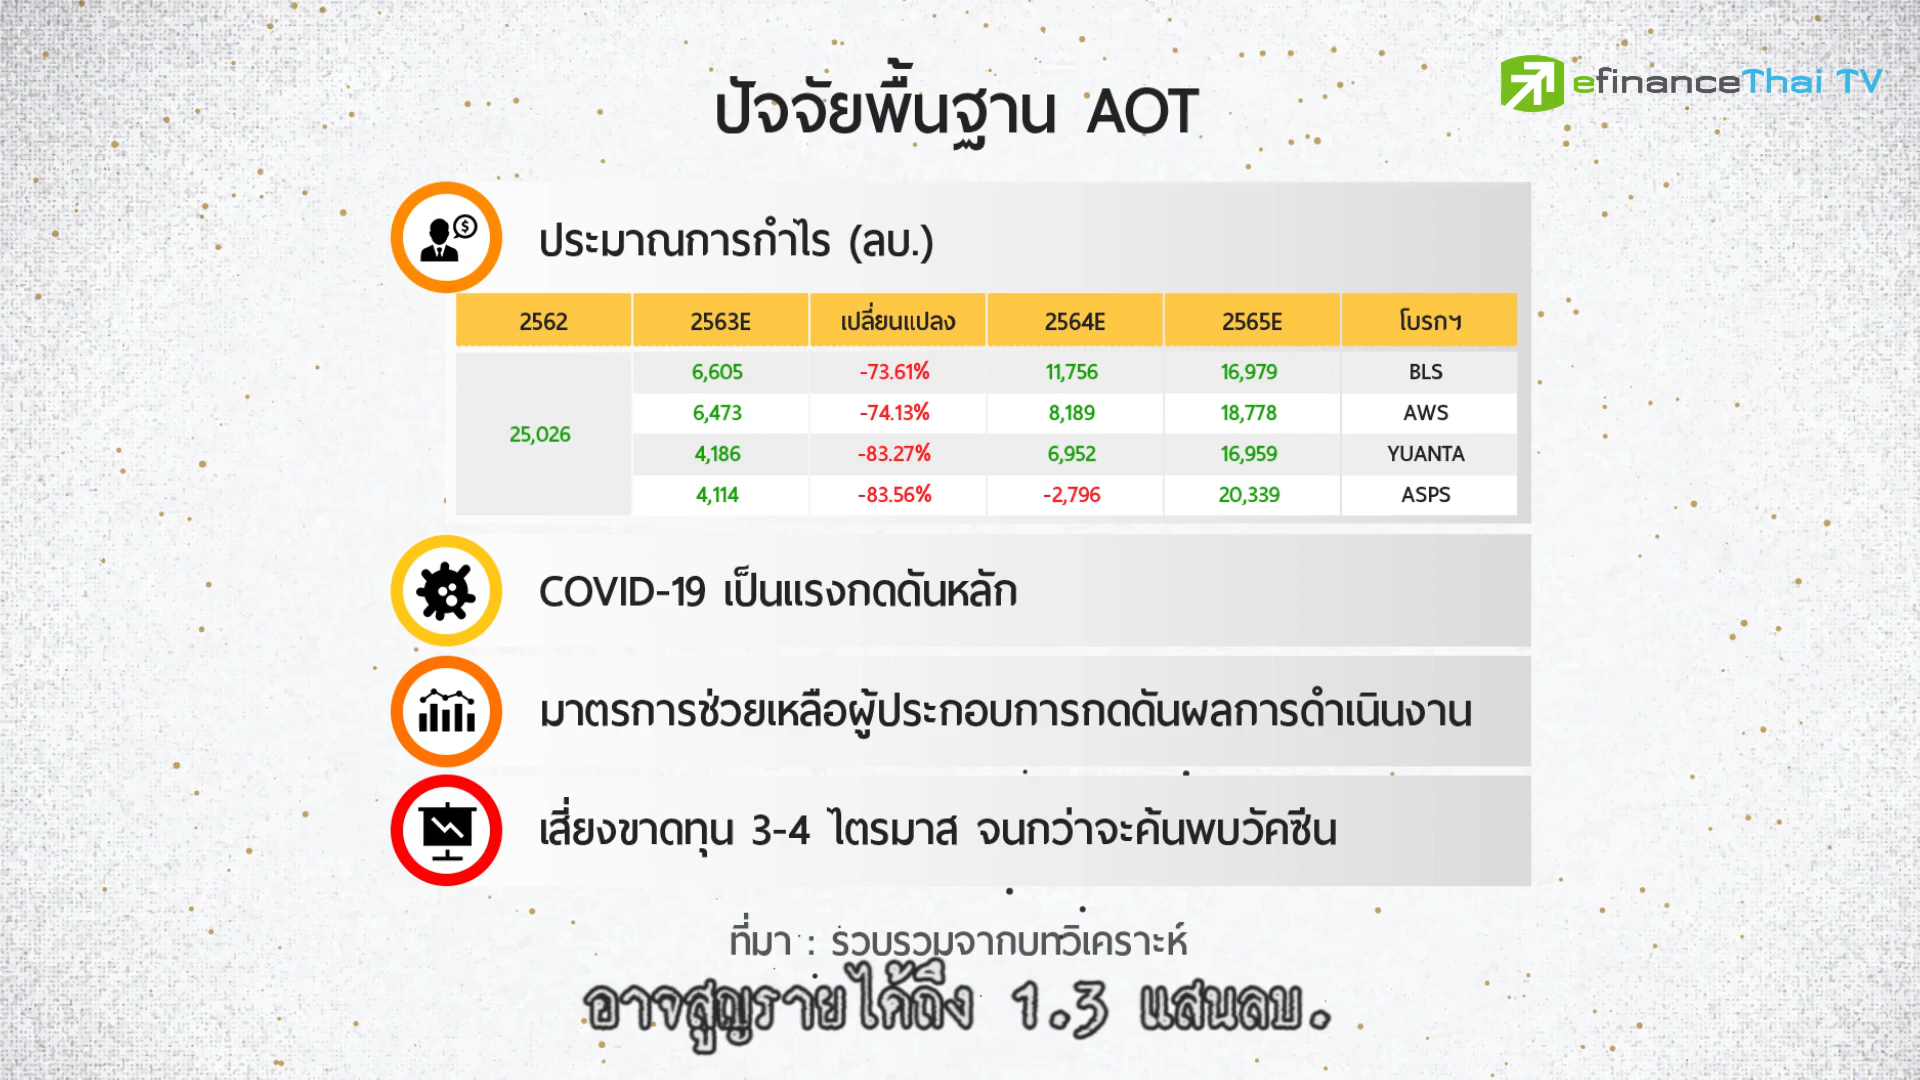 efinanceThai TV
ปัจจัยพื้นฐาน AOT
ประมาณการกำไร (ลบ.)
2562 2563E เปลี่ยนแปลง 2564E 2565E โบรกฯ
25,026
6,605 -73.61% 11,756 16,979 BLS
6,473 -74.13% 8,189 18,778 AWS
4,186 -83.27% 6,952 16,959 YUANTA
4,114 -83.56% -2,796 20,339 ASPS
COVID-19 เป็นแรงกดดันหลัก
มาตรการช่วยเหลือผู้ประกอบการกดดันผลการดำเนินงาน
เสี่ยงขาดทุน 3-4 ไตรมาส จนกว่าจะค้นพบวัคซีน
ที่มา : รวบรวมจากบทวิเคราะห์
อาจสูญรายได้ถึง 1.3 แสนลบ.